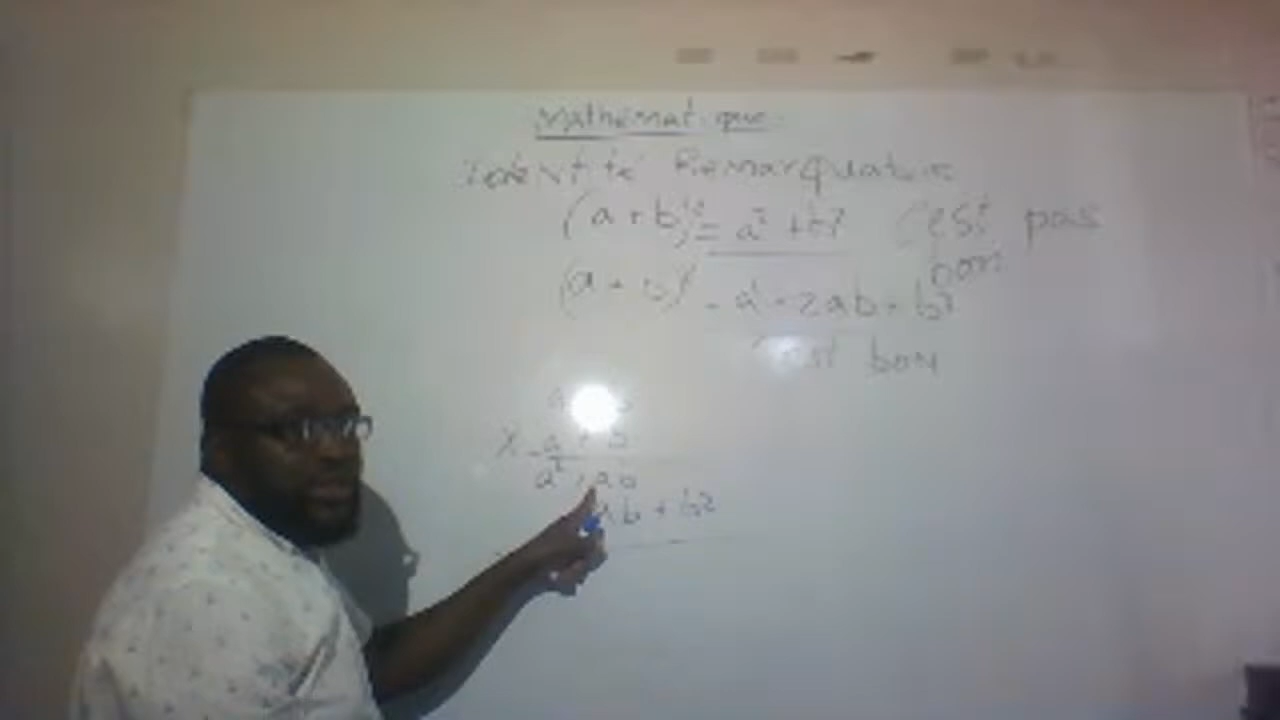 Mathématique
Identité Remarquable
(a + b)² = a² + b² C'est pas
bon
(a + b)² = a² + 2ab + b²
C'est bon
a + b
X a + b
a² + ab
ab + b²